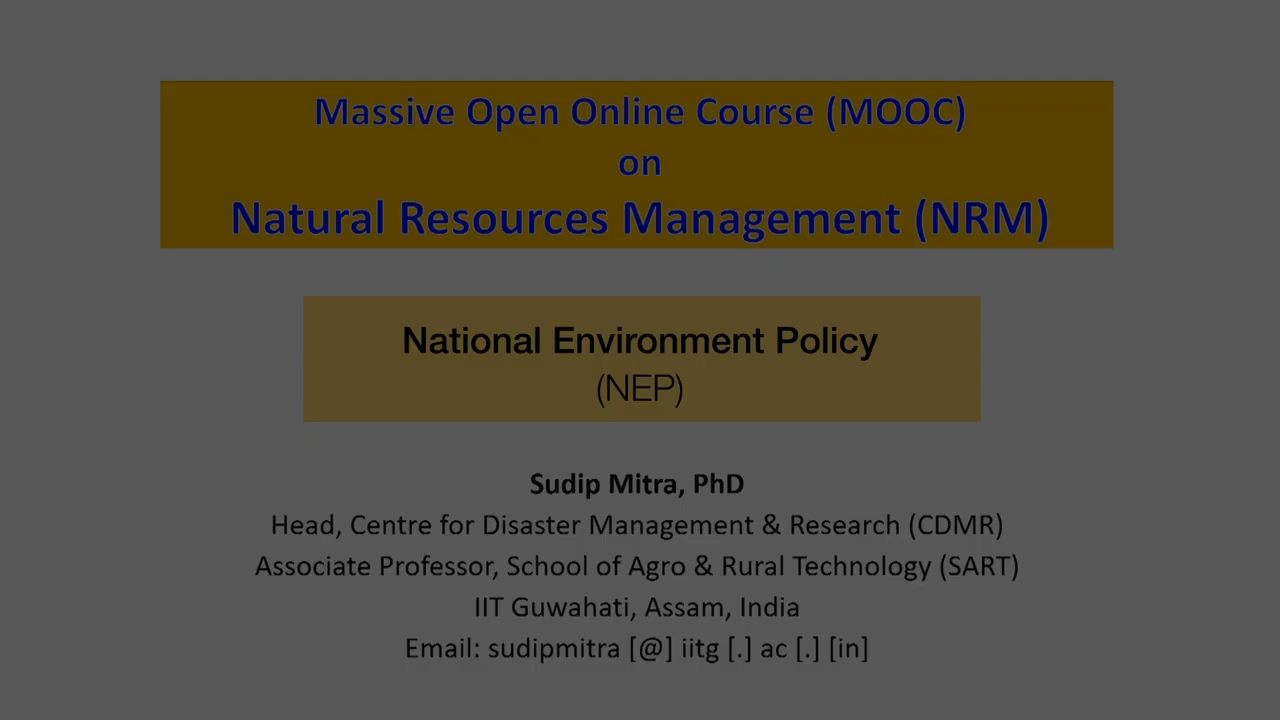 Massive Open Online Course (MOOC)
on
Natural Resources Management (NRM)
National Environment Policy
(NEP)
Sudip Mitra, PhD
Head, Centre for Disaster Management & Research (CDMR)
Associate Professor, School of Agro & Rural Technology (SART)
IIT Guwahati, Assam, India
Email: sudipmitra [@] iitg [.] ac [.] [in]